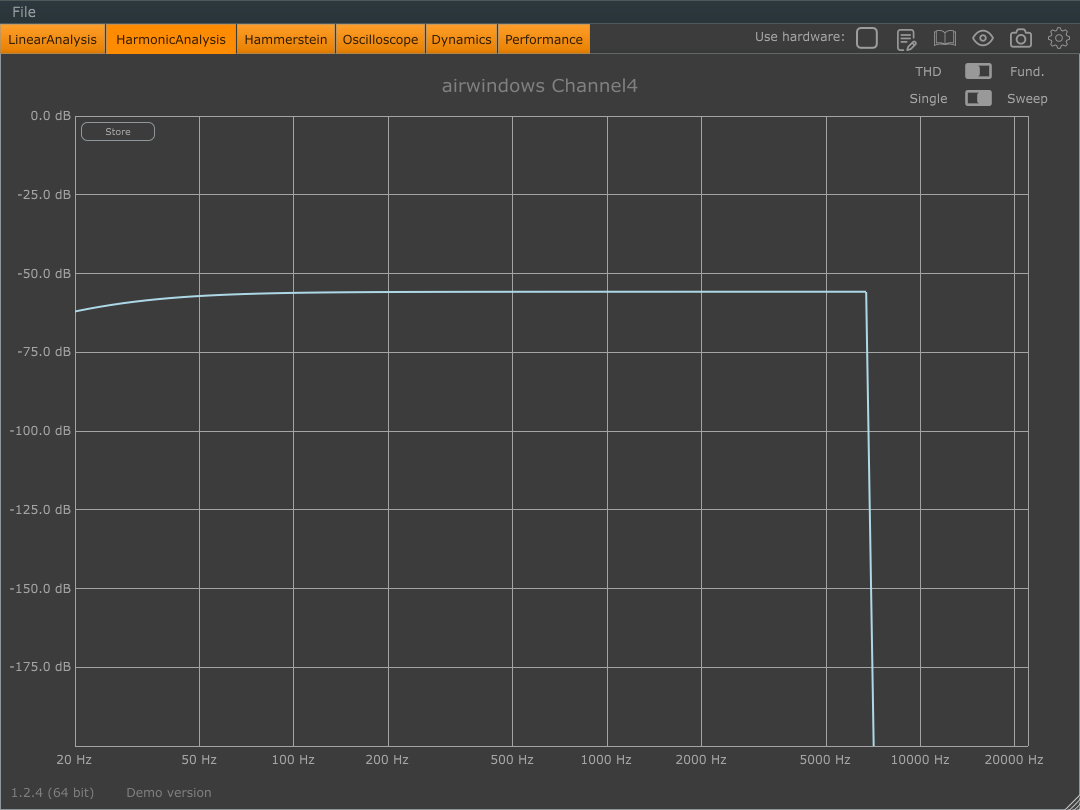 File
LinearAnalysis HarmonicAnalysis Hammerstein Oscilloscope Dynamics Performance Use hardware:
THD Fund.
airwindows Channel4
Single Sweep
0.0 dB
Store
-25.0 dB
-50.0 dB
-75.0 dB
-100.0 dB
-125.0 dB
-150.0 dB
-175.0 dB
20 Hz 50 Hz 100 Hz 200 Hz 500 Hz 1000 Hz 2000 Hz 5000 Hz 10000 Hz 20000 Hz
1.2.4 (64 bit) Demo version